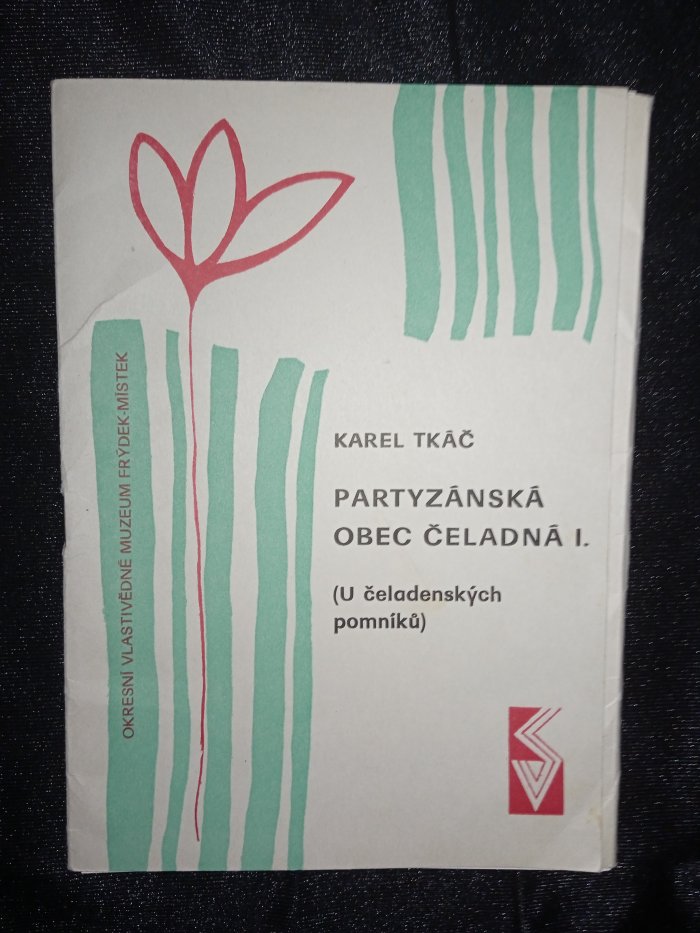 OKRESNÍ VLASTIVĚDNÉ MUZEUM FRÝDEK-MÍSTEK
KAREL TKÁČ
PARTYZÁNSKÁ
OBEC ČELADNÁ I.
(U čeladenských
pomníků)